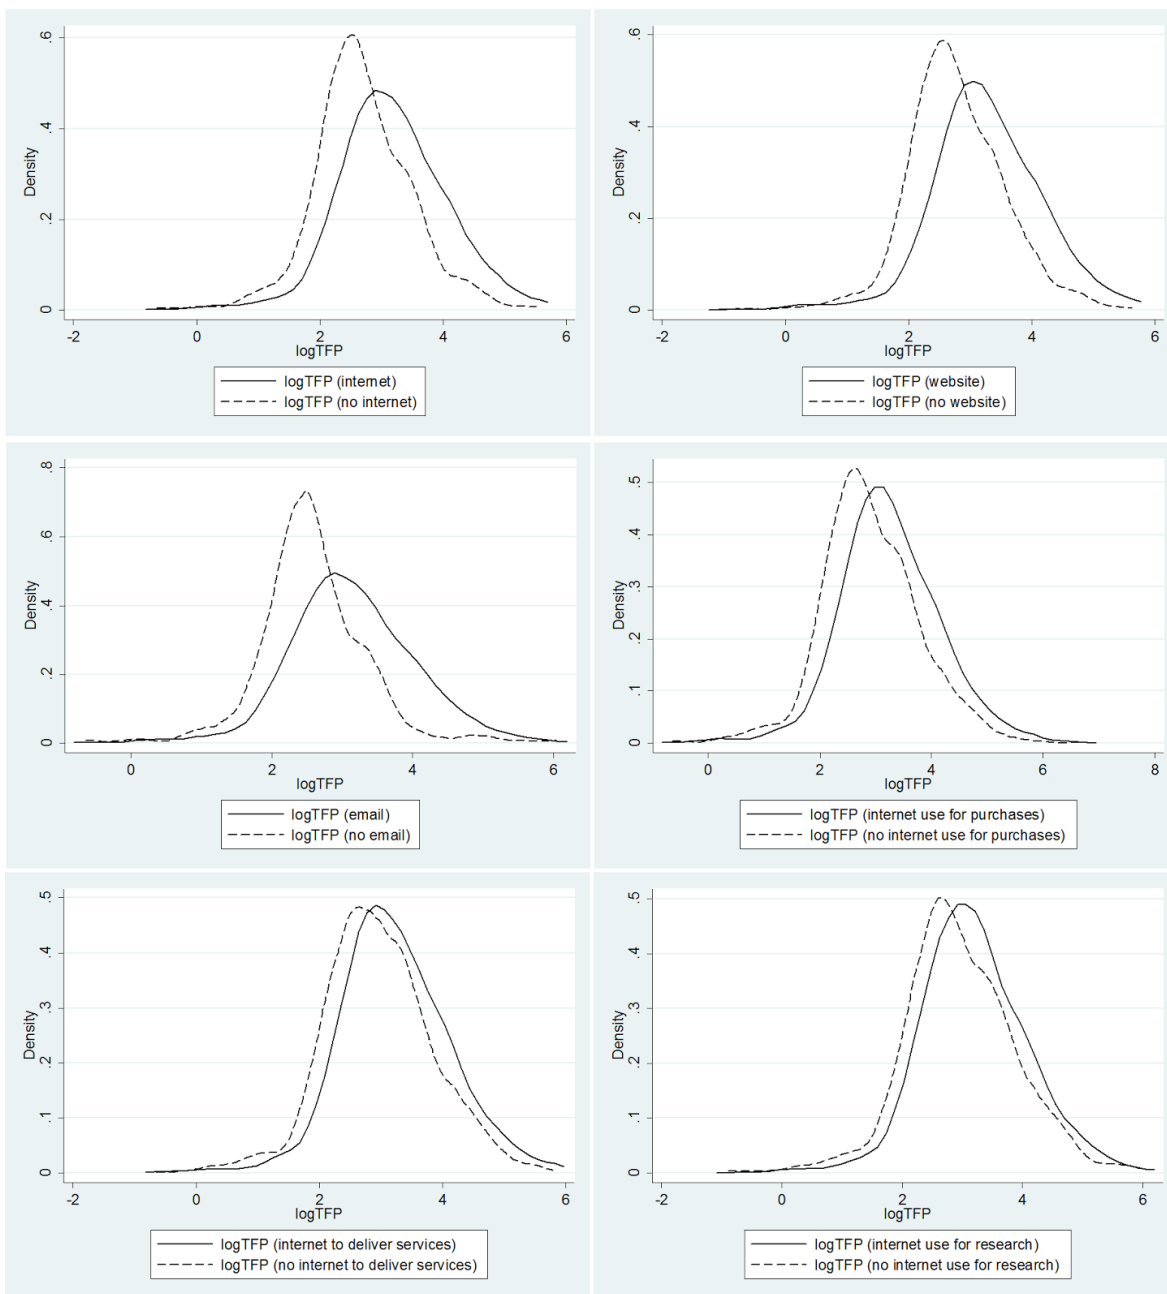 .6
.4
.2
0
Density
-2 0 2 4 6
logTFP
logTFP (internet)
logTFP (no internet)
.6
.4
.2
0
Density
-2 0 2 4 6
logTFP
logTFP (website)
logTFP (no website)
.8
.6
.4
.2
0
Density
0 2 4 6
logTFP
logTFP (email)
logTFP (no email)
.5
.4
.3
.2
.1
0
Density
0 2 4 6 8
logTFP
logTFP (internet use for purchases)
logTFP (no internet use for purchases)
.5
.4
.3
.2
.1
0
Density
-2 0 2 4 6
logTFP
logTFP (internet to deliver services)
logTFP (no internet to deliver services)
.5
.4
.3
.2
.1
0
Density
-2 0 2 4 6
logTFP
logTFP (internet use for research)
logTFP (no internet use for research)